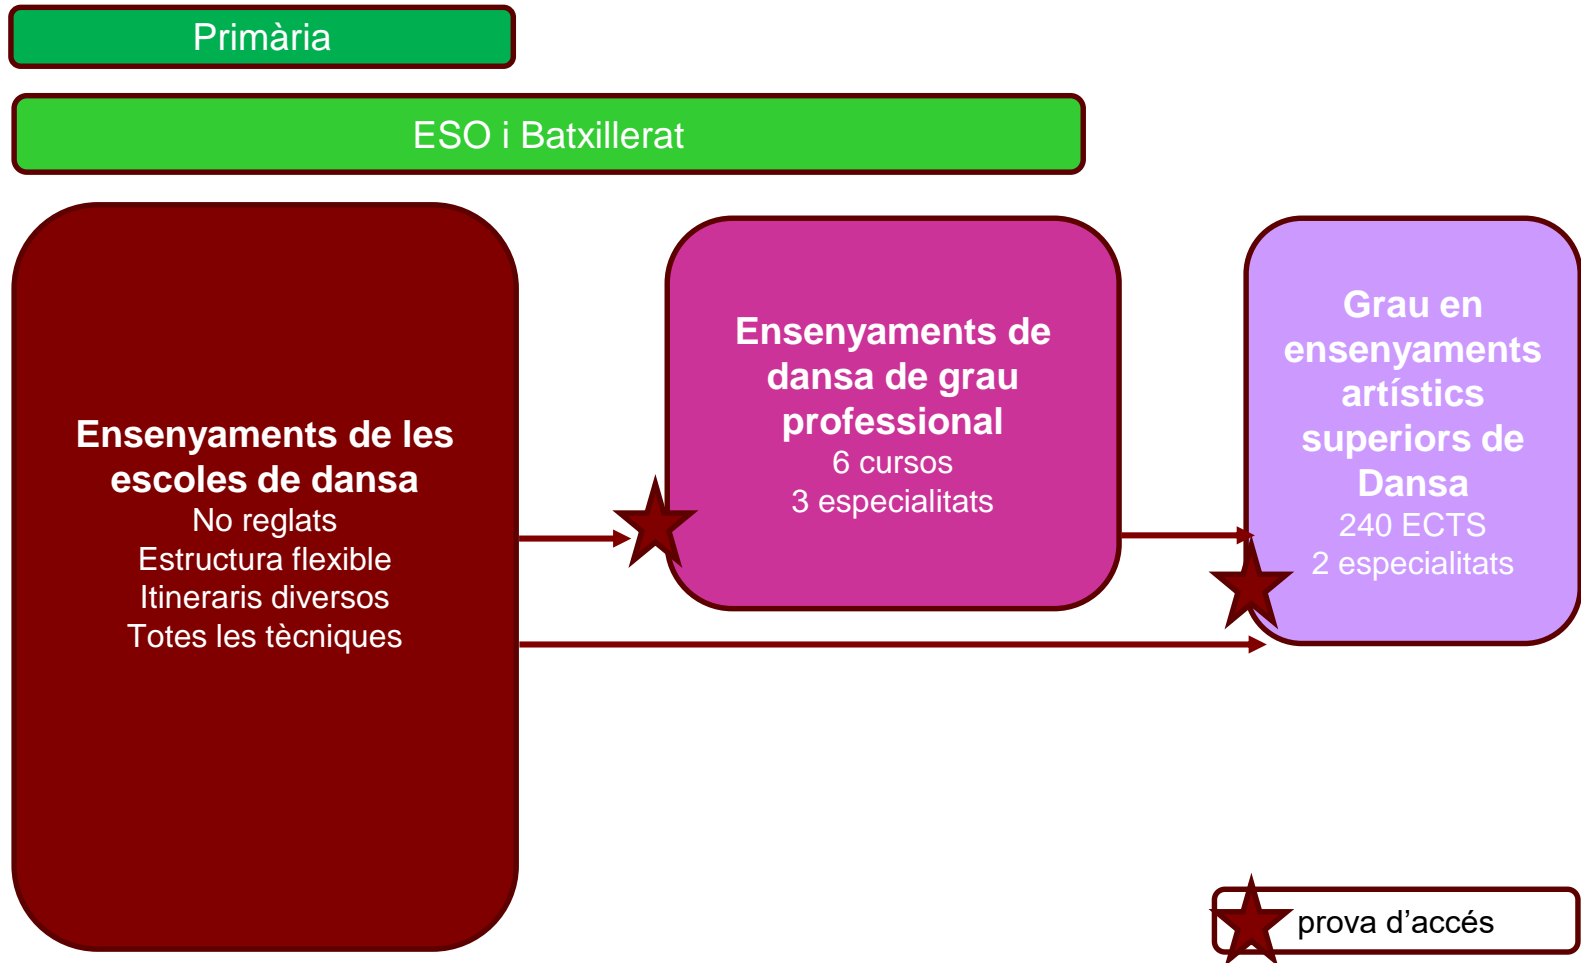 Primària
ESO i Batxillerat
Ensenyaments de les
escoles de dansa
No reglats
Estructura flexible
Itineraris diversos
Totes les tècniques
Ensenyaments de
dansa de grau
professional
6 cursos
3 especialitats
Grau en
ensenyaments
artístics
superiors de
Dansa
240 ECTS
2 especialitats
prova d’accés